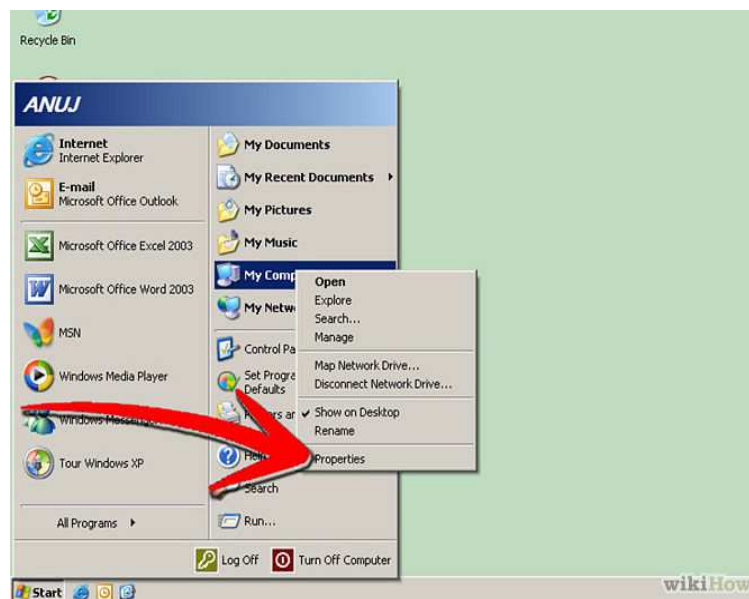 Recycle Bin
ANUJ
Internet
Internet Explorer
E-mail
Microsoft Office Outlook
Microsoft Office Excel 2003
Microsoft Office Word 2003
MSN
Windows Media Player
Windows
Tour Windows XP
All Programs
My Documents
My Recent Documents
My Pictures
My Music
My Comp
My Netw
Control Pa
Set Progra
Defaults
Search
Run...
Open
Explore
Search...
Manage
Map Network Drive...
Disconnect Network Drive...
Show on Desktop
Rename
Properties
Log Off
Turn Off Computer
Start
wikiHow